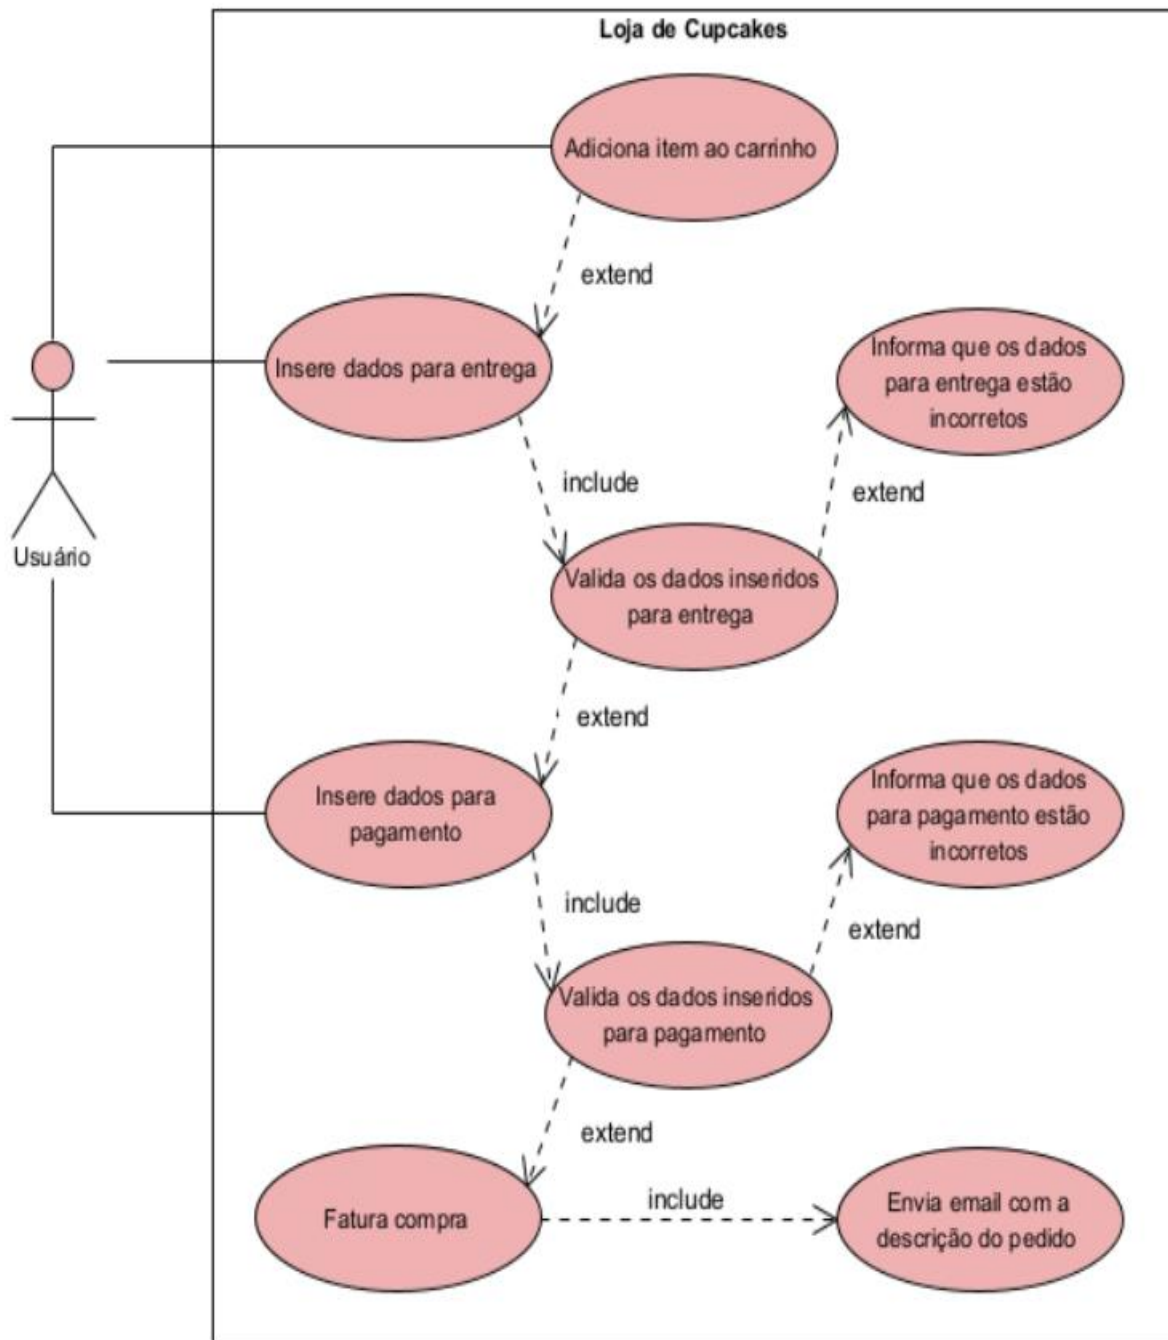 Loja de Cupcakes
Adiciona item ao carrinho
extend
Insere dados para entrega
Informa que os dados
para entrega estão
incorretos
include
extend
Usuário
Valida os dados inseridos
para entrega
extend
Insere dados para
pagamento
Informa que os dados
para pagamento estão
incorretos
include
extend
Valida os dados inseridos
para pagamento
extend
Fatura compra
include
Envia email com a
descrição do pedido